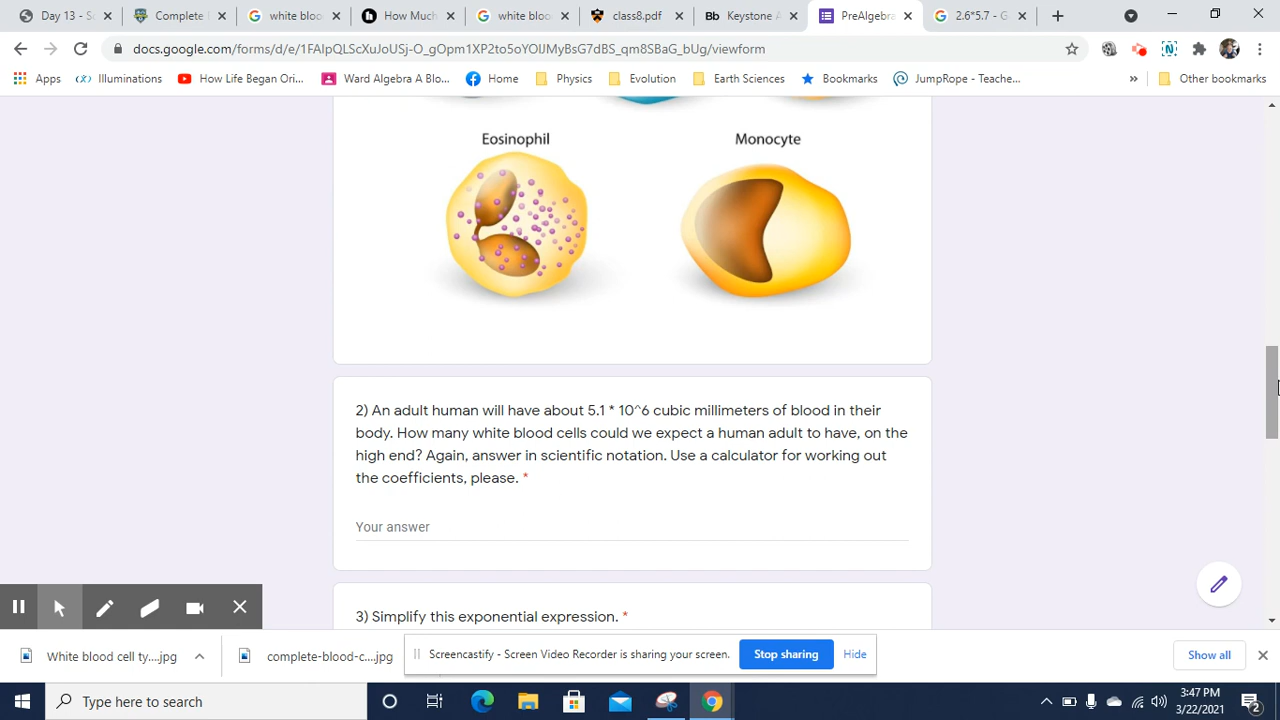 Day 13 - S
Complete
white bloo
How Much
white bloo
class8.pdf
Bb Keystone A
PreAlgebra
2.6*5.7 - G
docs.google.com/forms/d/e/1FAIpQLScXuJoUSj-O_gOpm1XP2to5oYOlJMyBsG7dBS_qm8SBaG_bUg/viewform
Apps
Illuminations
How Life Began Ori...
Ward Algebra A Blo...
Home
Physics
Evolution
Earth Sciences
Bookmarks
JumpRope - Teache...
»
Other bookmarks
Eosinophil
Monocyte
2) An adult human will have about 5.1 * 10^6 cubic millimeters of blood in their
body. How many white blood cells could we expect a human adult to have, on the
high end? Again, answer in scientific notation. Use a calculator for working out
the coefficients, please. *
Your answer
3) Simplify this exponential expression. *
White blood cell ty....jpg
complete-blood-c....jpg
Screencastify - Screen Video Recorder is sharing your screen.
Stop sharing
Hide
Show all
Type here to search
3:47 PM
3/22/2021
2